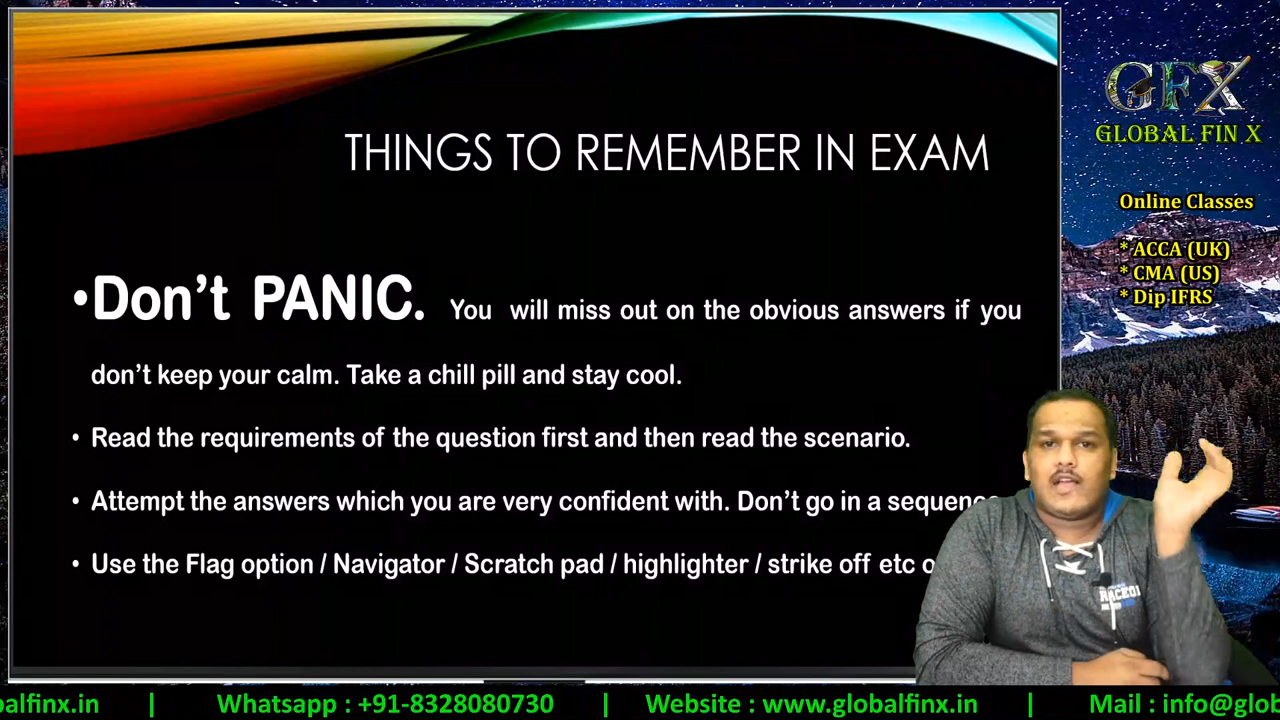 GFX
GLOBAL FIN X
THINGS TO REMEMBER IN EXAM
Online Classes
* ACCA (UK)
* CMA (US)
* Dip IFRS
•Don’t PANIC. You will miss out on the obvious answers if you
don’t keep your calm. Take a chill pill and stay cool.
• Read the requirements of the question first and then read the scenario.
• Attempt the answers which you are very confident with. Don’t go in a sequence
• Use the Flag option / Navigator / Scratch pad / highlighter / strike off etc
alfinx.in | Whatsapp : +91-8328080730 | Website : www.globalfinx.in | Mail : info@glob